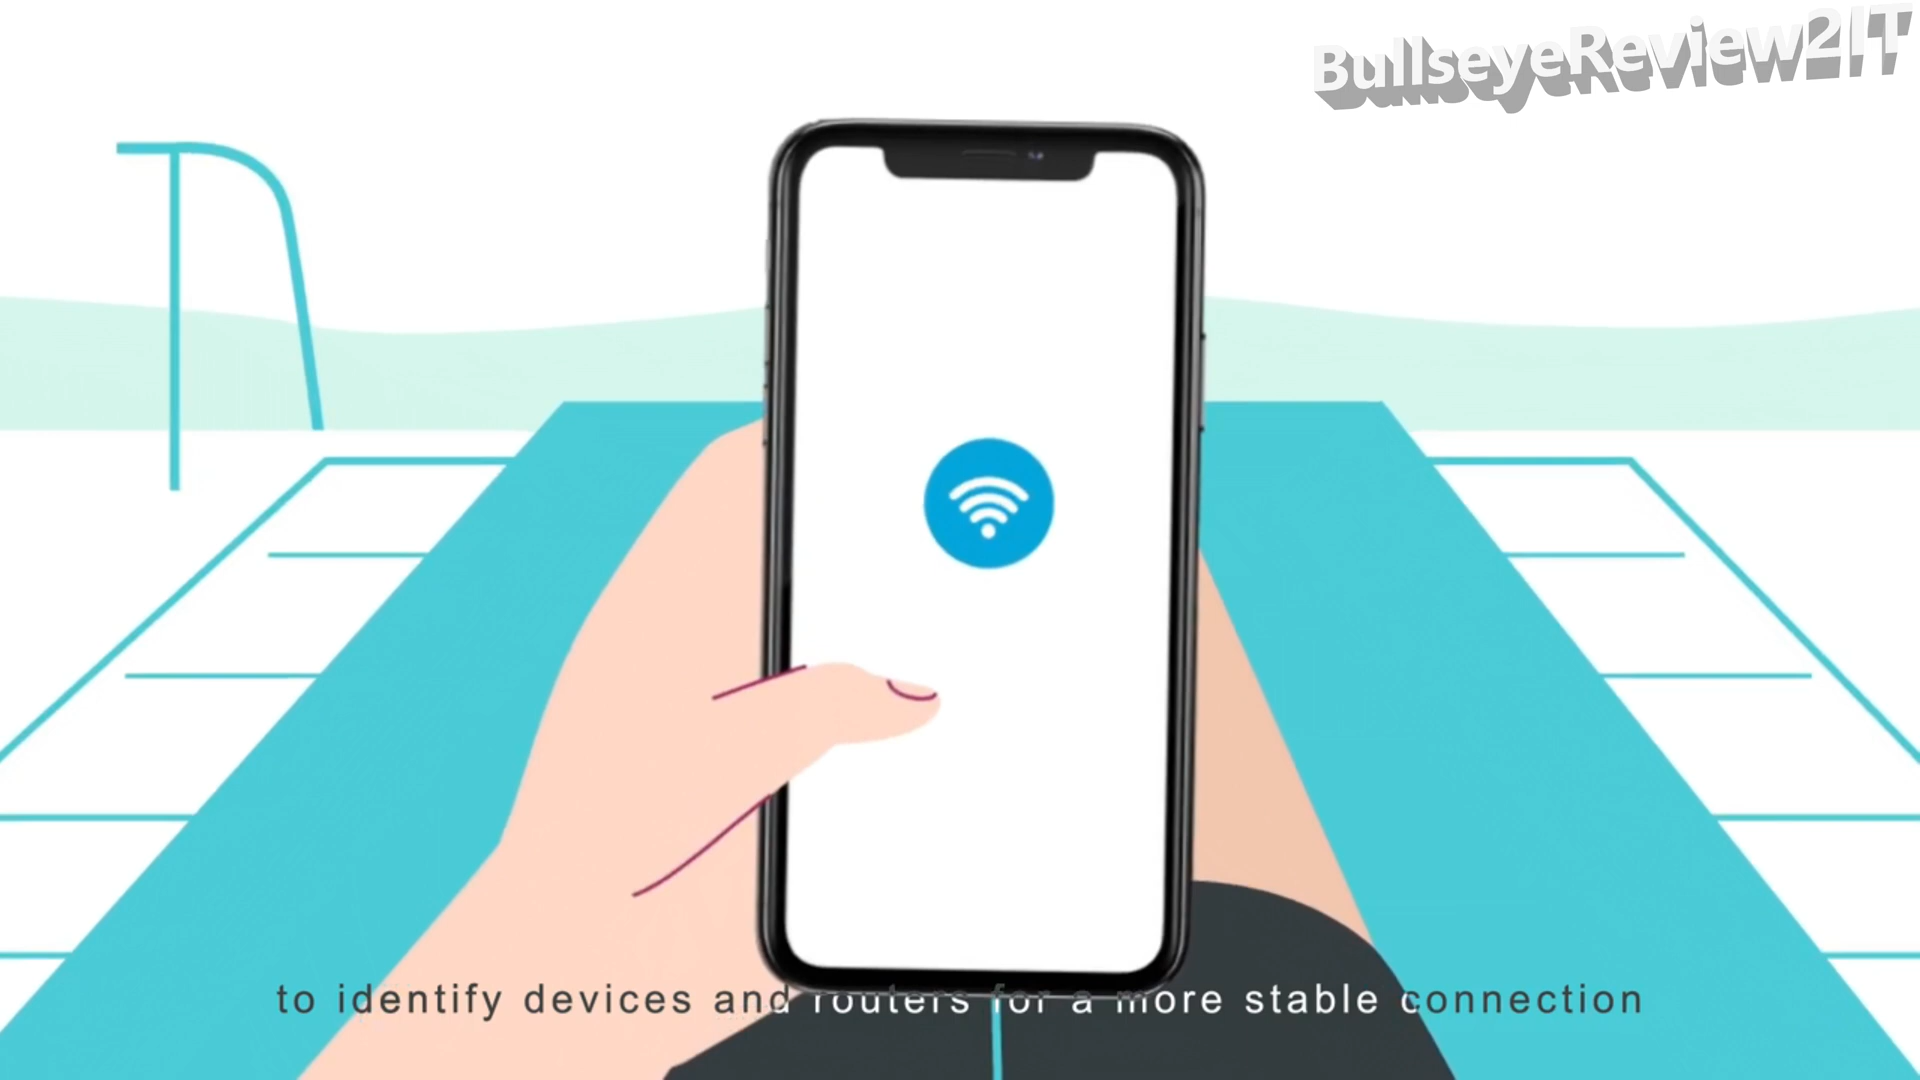 BullseyeReview2IT
to identify devices and routers for a more stable connection